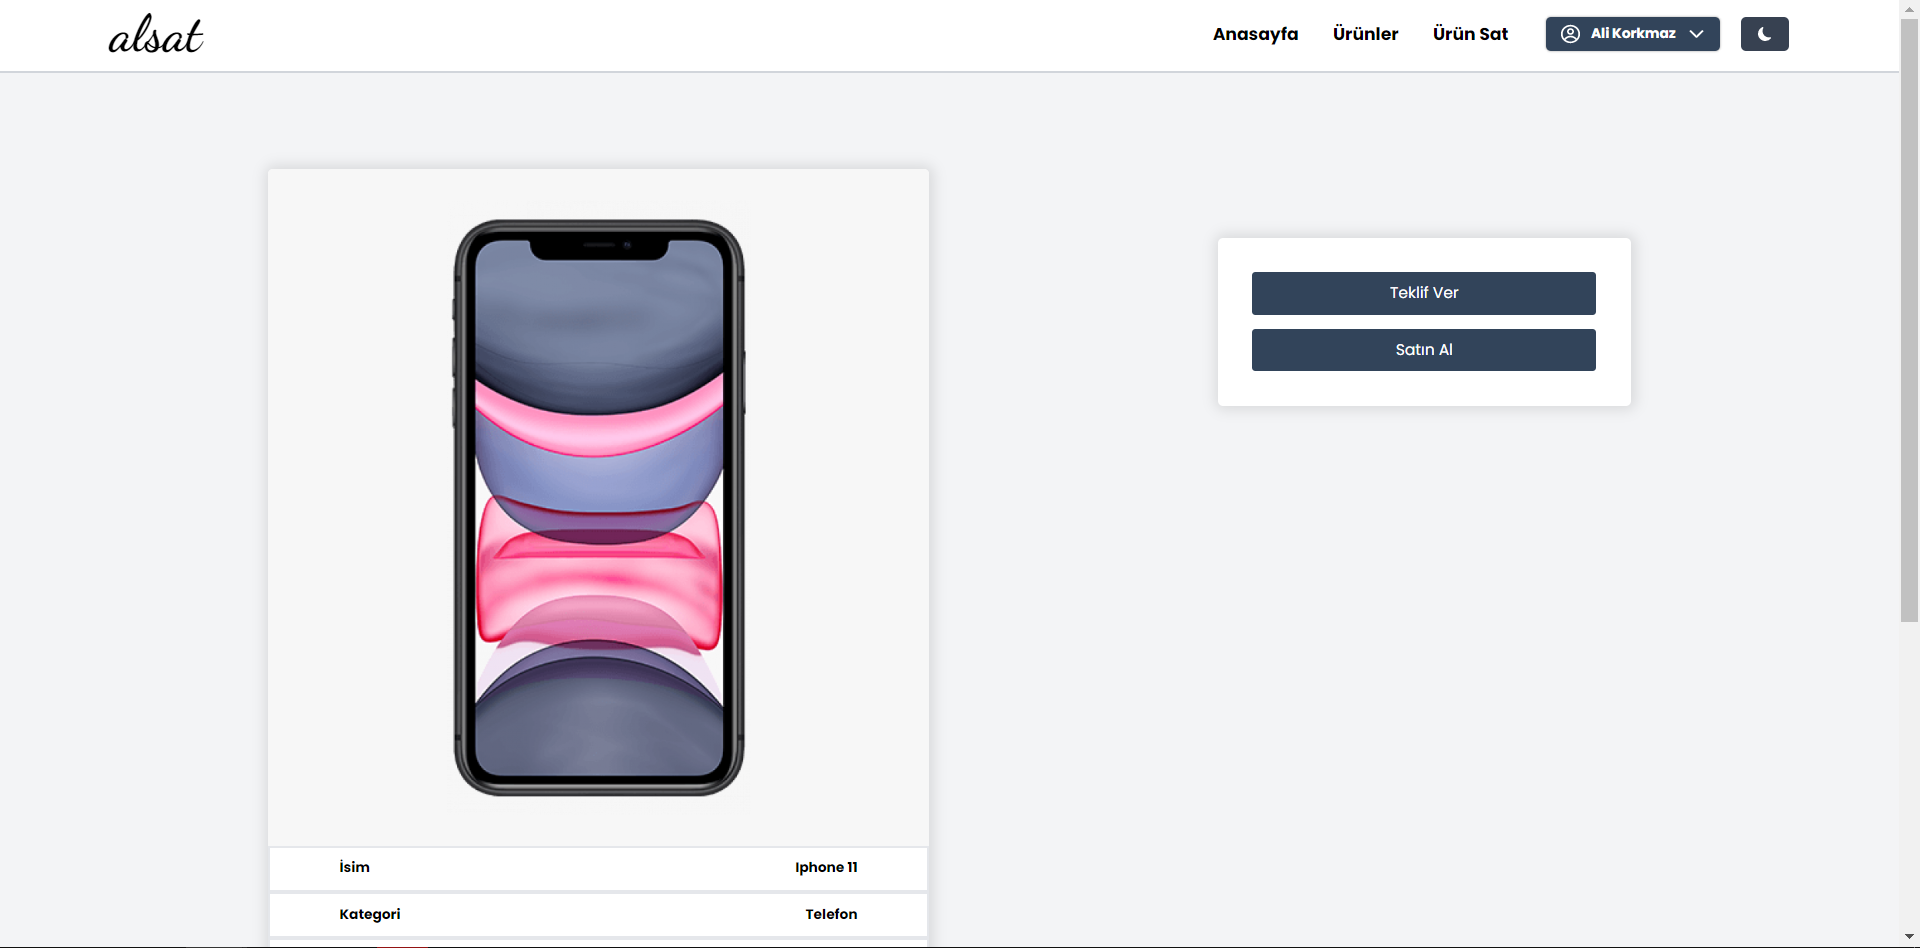 alsat
Anasayfa
Ürünler
Ürün Sat
Ali Korkmaz
Teklif Ver
Satın Al
İsim Iphone 11
Kategori Telefon